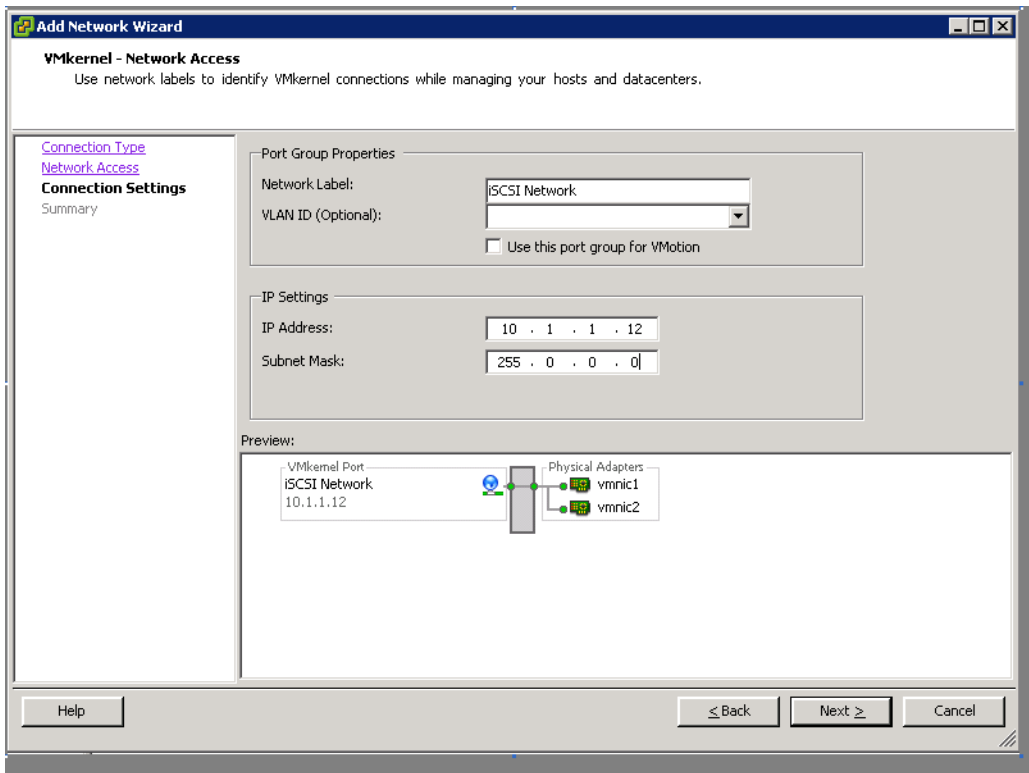 Add Network Wizard
VMkernel - Network Access
Use network labels to identify VMkernel connections while managing your hosts and datacenters.
Connection Type
Network Access
Connection Settings
Summary
Port Group Properties
Network Label: iSCSI Network
VLAN ID (Optional):
Use this port group for VMotion
IP Settings
IP Address: 10 . 1 . 1 . 12
Subnet Mask: 255 . 0 . 0 . 0
Preview:
VMkernel Port
iSCSI Network
10.1.1.12
Physical Adapters
vmnic1
vmnic2
Help
< Back
Next >
Cancel